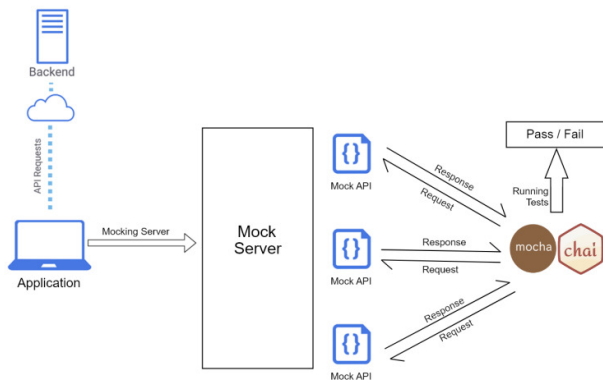 Backend
API Requests
Application
Mocking Server
Mock
Server
Mock API
Response
Request
Mock API
Response
Request
Mock API
Response
Request
Pass / Fail
Running
Tests
mocha
chai